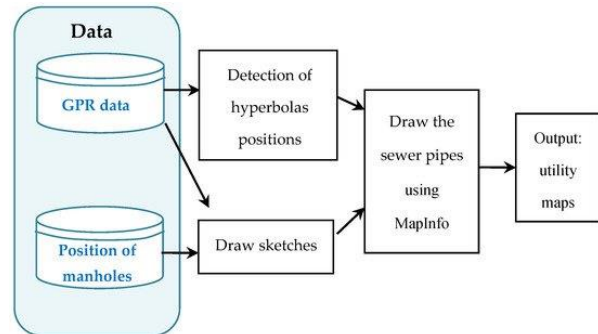 Data
GPR data
Position of
manholes
Detection of
hyperbolas
positions
Draw sketches
Draw the
sewer pipes
using
MapInfo
Output:
utility
maps